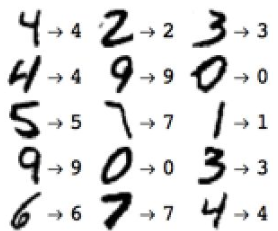 4 → 4 2 → 2 3 → 3
4 → 4 9 → 9 0 → 0
5 → 5 7 → 7 1 → 1
9 → 9 0 → 0 3 → 3
6 → 6 7 → 7 4 → 4